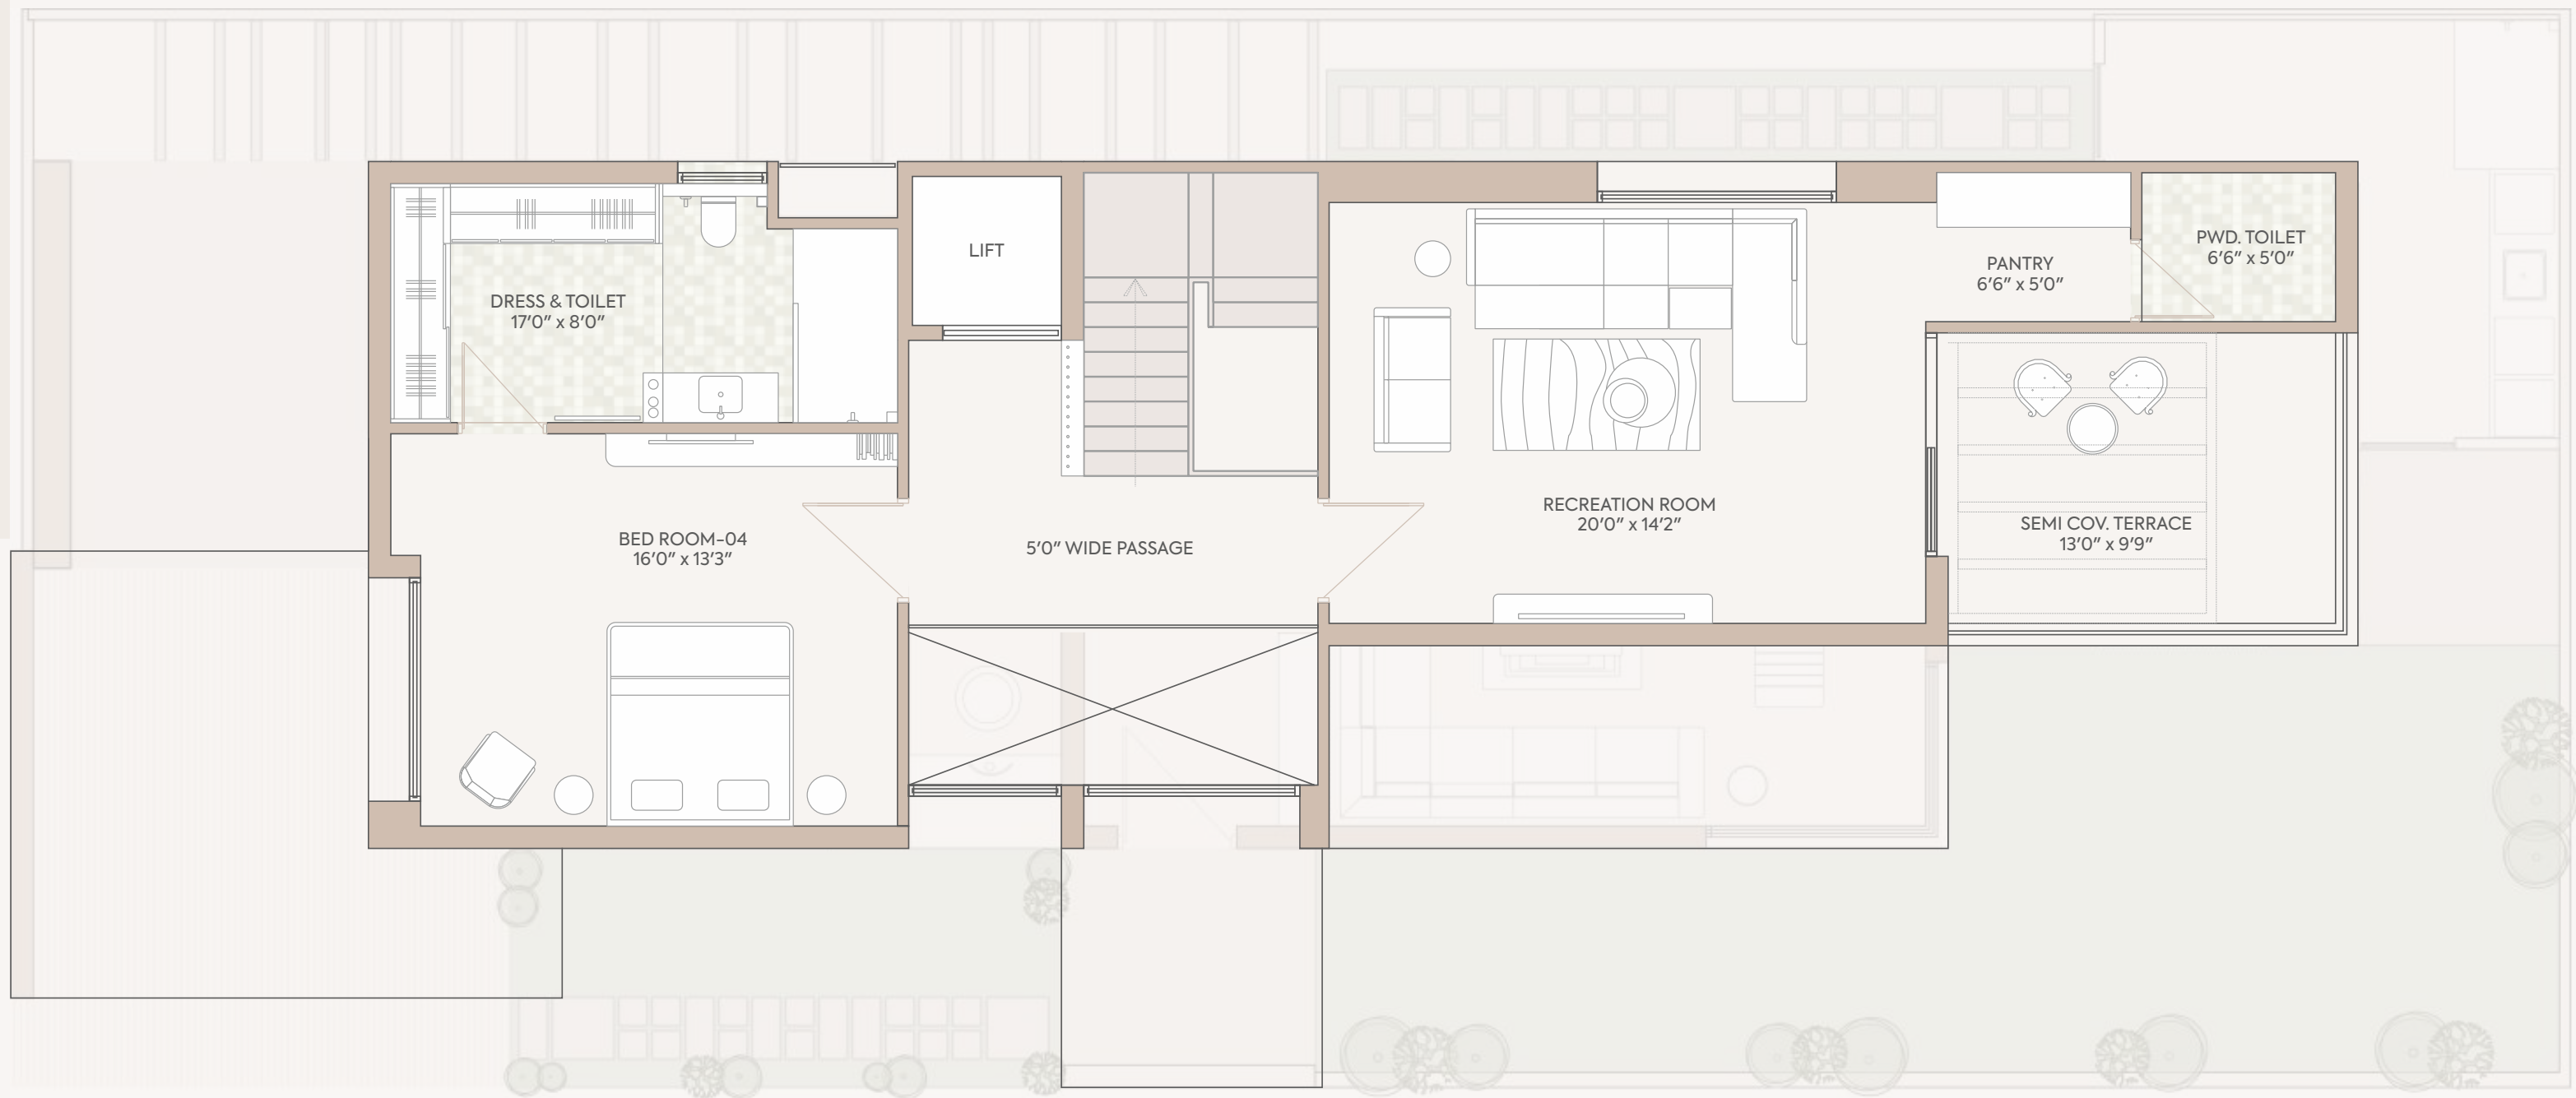 DRESS & TOILET
17’0” x 8’0”
LIFT
PANTRY
6’6” x 5’0”
PWD. TOILET
6’6” x 5’0”
BED ROOM-04
16’0” x 13’3”
5’0” WIDE PASSAGE
RECREATION ROOM
20’0” x 14’2”
SEMI COV. TERRACE
13’0” x 9’9”